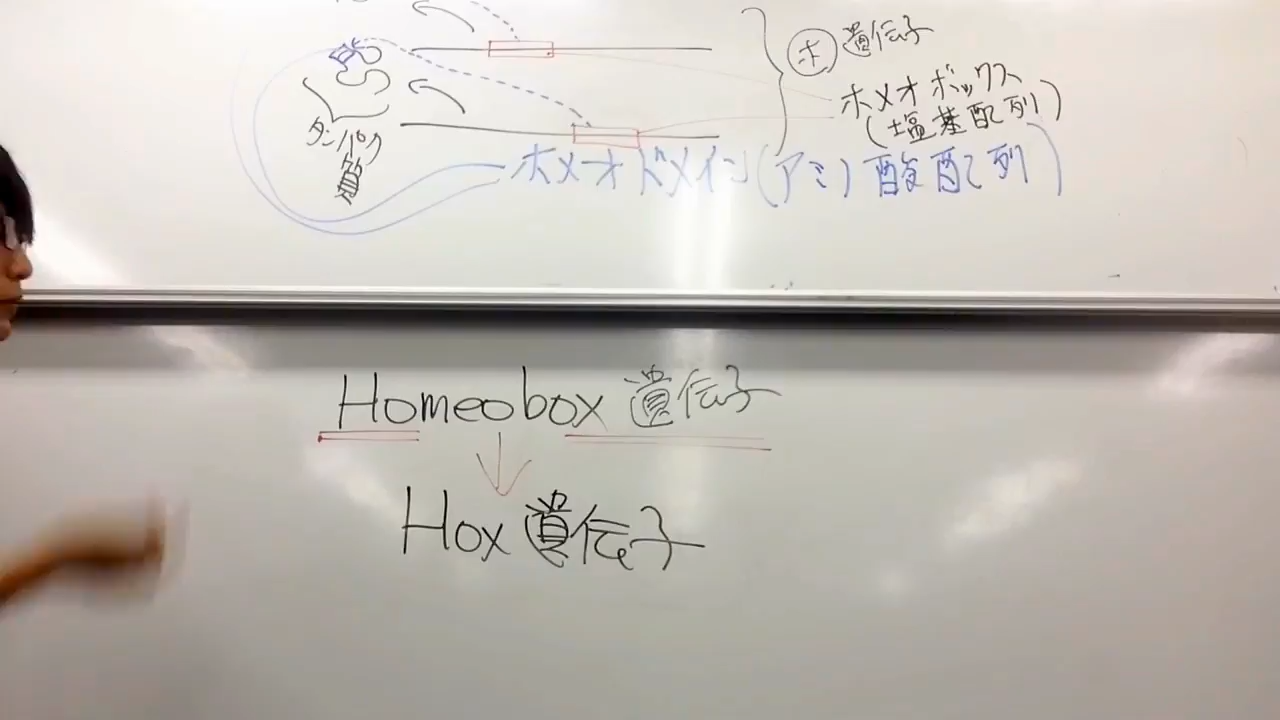 ホ 遺伝子
ホメオボックス
(塩基配列)
タンパク
質
ホメオドメイン(アミノ酸配列)
Homeobox 遺伝子
Hox 遺伝子